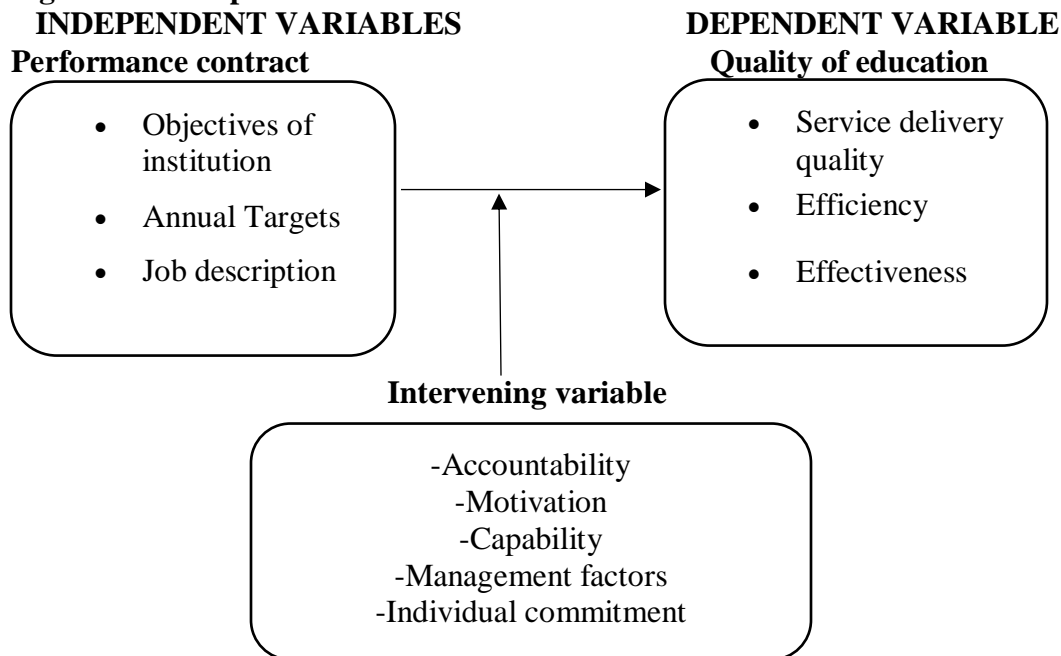 INDEPENDENT VARIABLES
DEPENDENT VARIABLE
Performance contract
Quality of education
• Objectives of
institution
• Annual Targets
• Job description
• Service delivery
quality
• Efficiency
• Effectiveness
Intervening variable
-Accountability
-Motivation
-Capability
-Management factors
-Individual commitment